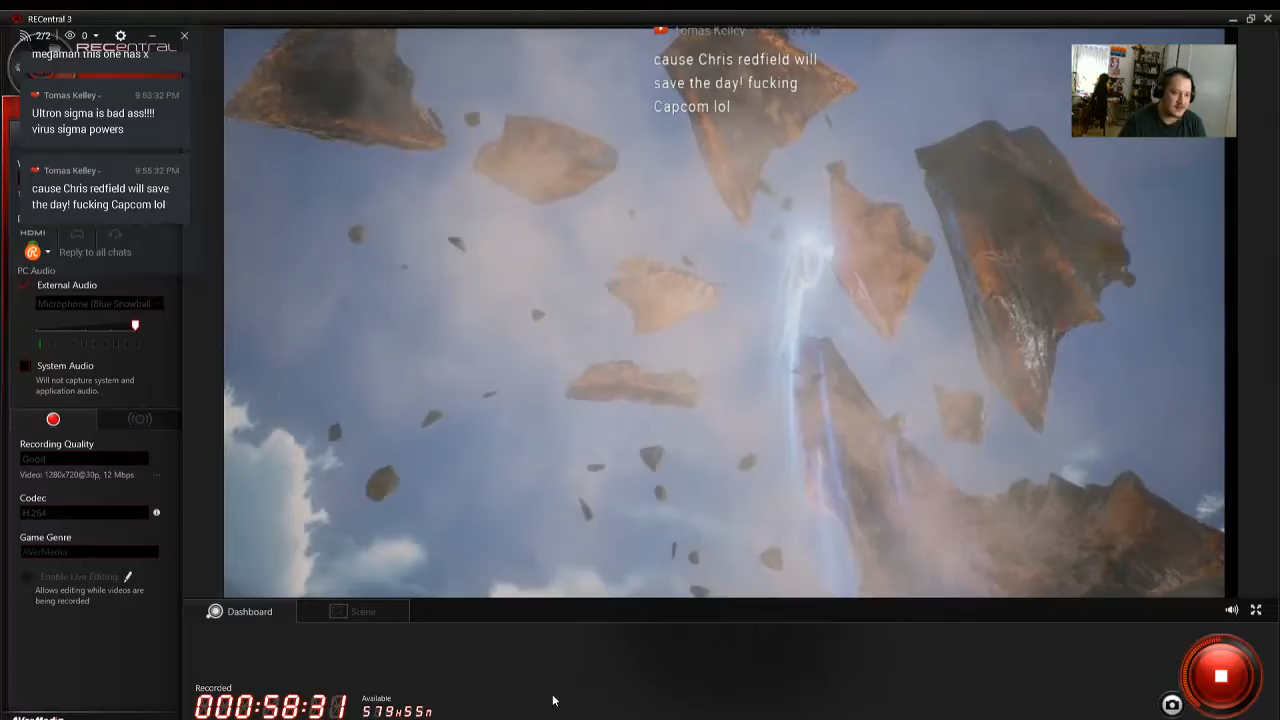 RECentral 3
2/2
0
RECENTRAL
megaman this one has x
Tomas Kelley
9:53:32 PM
Ultron sigma is bad ass!!!!
virus sigma powers
Tomas Kelley
9:55:32 PM
cause Chris redfield will save
the day! fucking Capcom lol
HDMI
Reply to all chats
PC Audio
External Audio
Microphone (Blue Snowball
System Audio
Will not capture system and
application audio.
Recording Quality
Good
Video: 1280x720@30p, 12 Mbps
...
Codec
H.264
Game Genre
AVerMedia
Enable Live Editing
Allows editing while videos are
being recorded
AVerMedia
Tomas Kelley
cause Chris redfield will
save the day! fucking
Capcom lol
Dashboard
Scene
Recorded
000:58:31
Available
579H55n